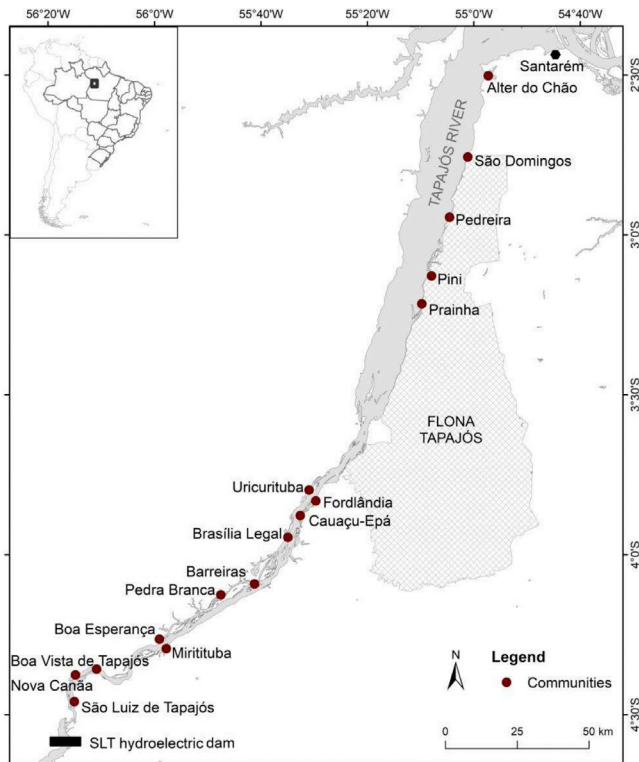 56°20'W 56°0'W 55°40'W 55°20'W 55°0'W 54°40'W
2°30'S
3°0'S
3°30'S
4°0'S
4°30'S
Santarém
Alter do Chão
TAPAJÓS RIVER
São Domingos
Pedreira
Pini
Prainha
FLONA
TAPAJÓS
Uricurituba
Fordlândia
Cauaçu-Epá
Brasília Legal
Barreiras
Pedra Branca
Boa Esperança
Miritituba
Boa Vista de Tapajós
Nova Canãa
São Luiz de Tapajós
SLT hydroelectric dam
N
Legend
Communities
0 25 50 km